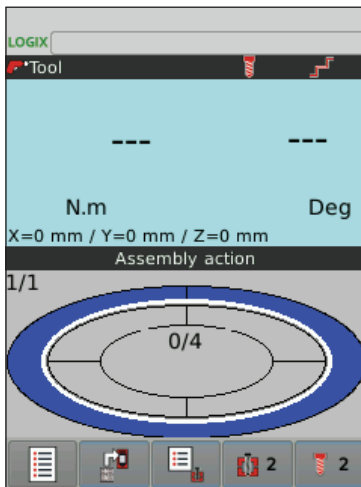 LOGIX
Tool
--- ---
N.m Deg
X=0 mm / Y=0 mm / Z=0 mm
Assembly action
1/1
0/4
2 2